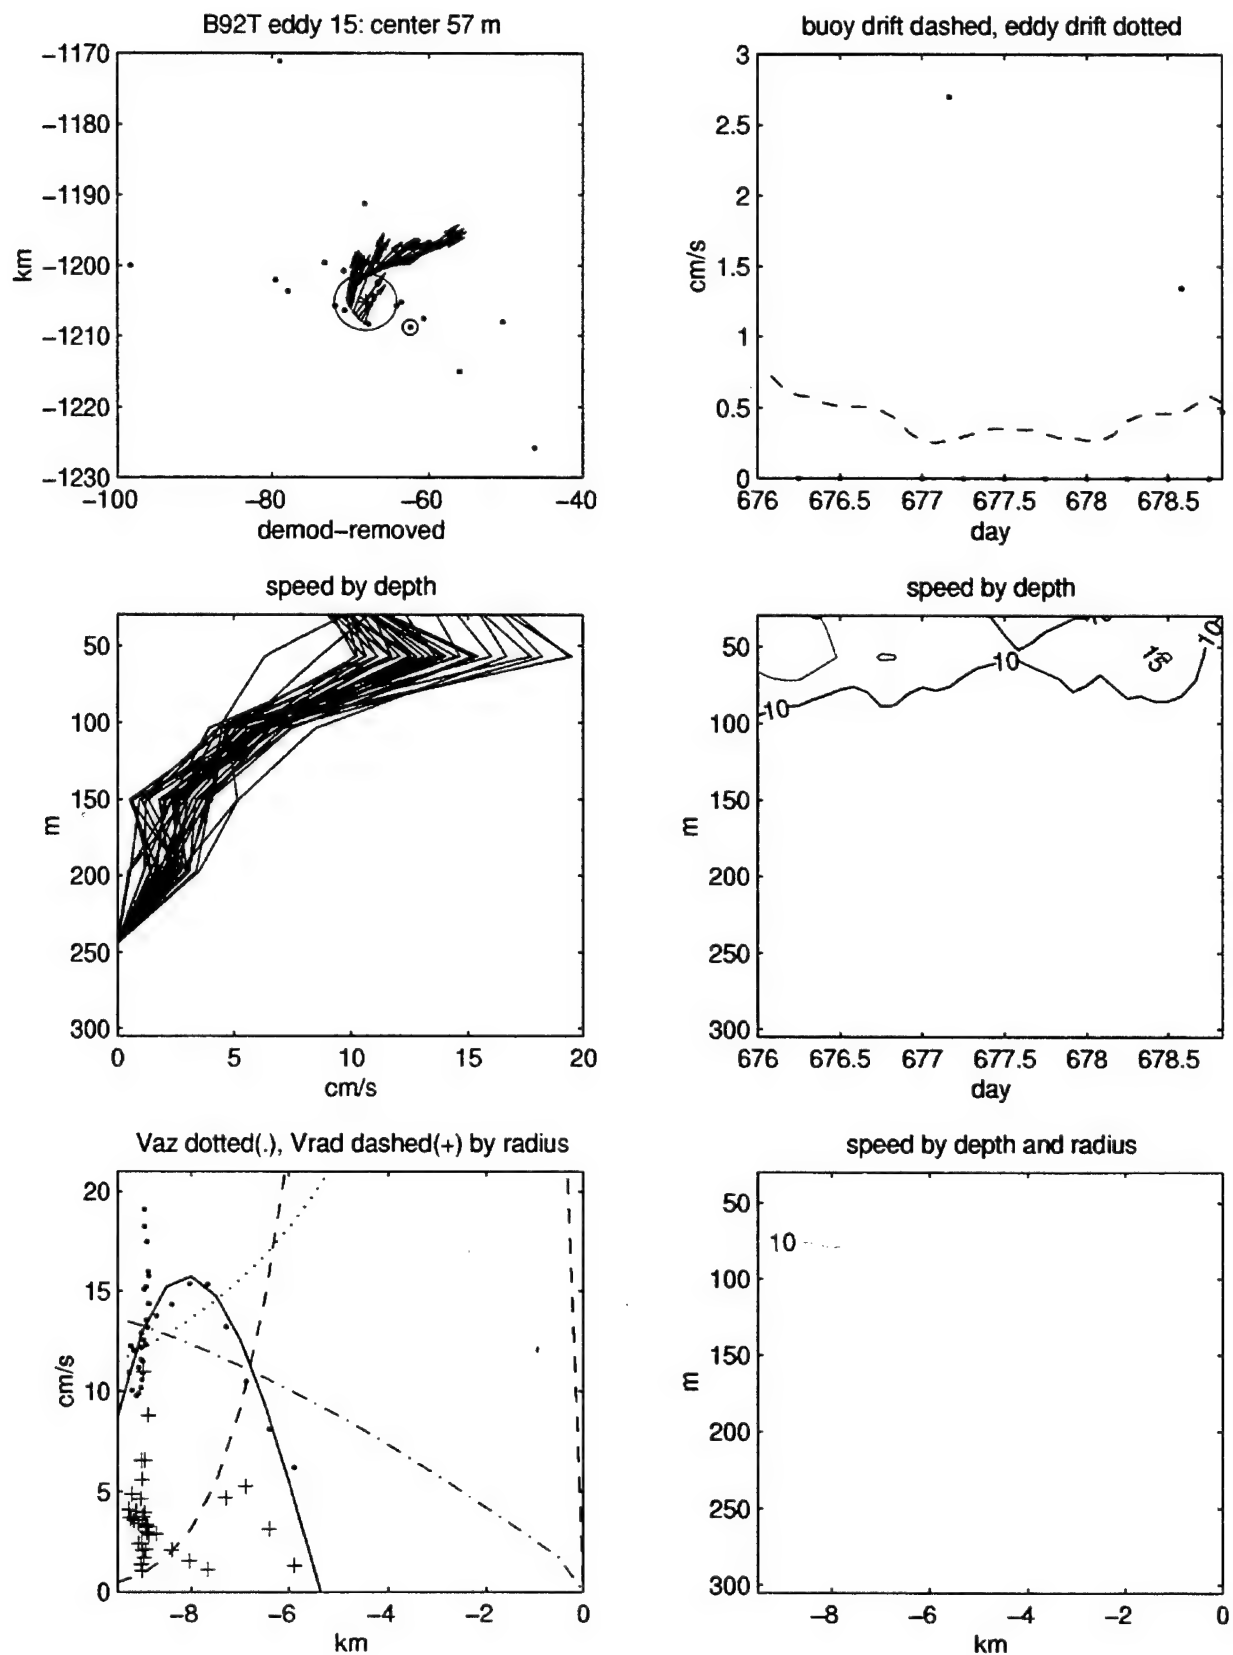 B92T eddy 15: center 57 m
−1170
−1180
−1190
−1200
−1210
−1220
−1230
km
−100 −80 −60 −40
demod−removed
buoy drift dashed, eddy drift dotted
3
2.5
2
1.5
1
0.5
0
cm/s
676 676.5 677 677.5 678 678.5
day
speed by depth
50
100
150
200
250
300
m
0 5 10 15 20
cm/s
speed by depth
50
100
150
200
250
300
m
10
10
10
15
10
676 676.5 677 677.5 678 678.5
day
Vaz dotted(.), Vrad dashed(+) by radius
20
15
10
5
0
cm/s
−8 −6 −4 −2 0
km
speed by depth and radius
50
100
150
200
250
300
m
10
−8 −6 −4 −2 0
km